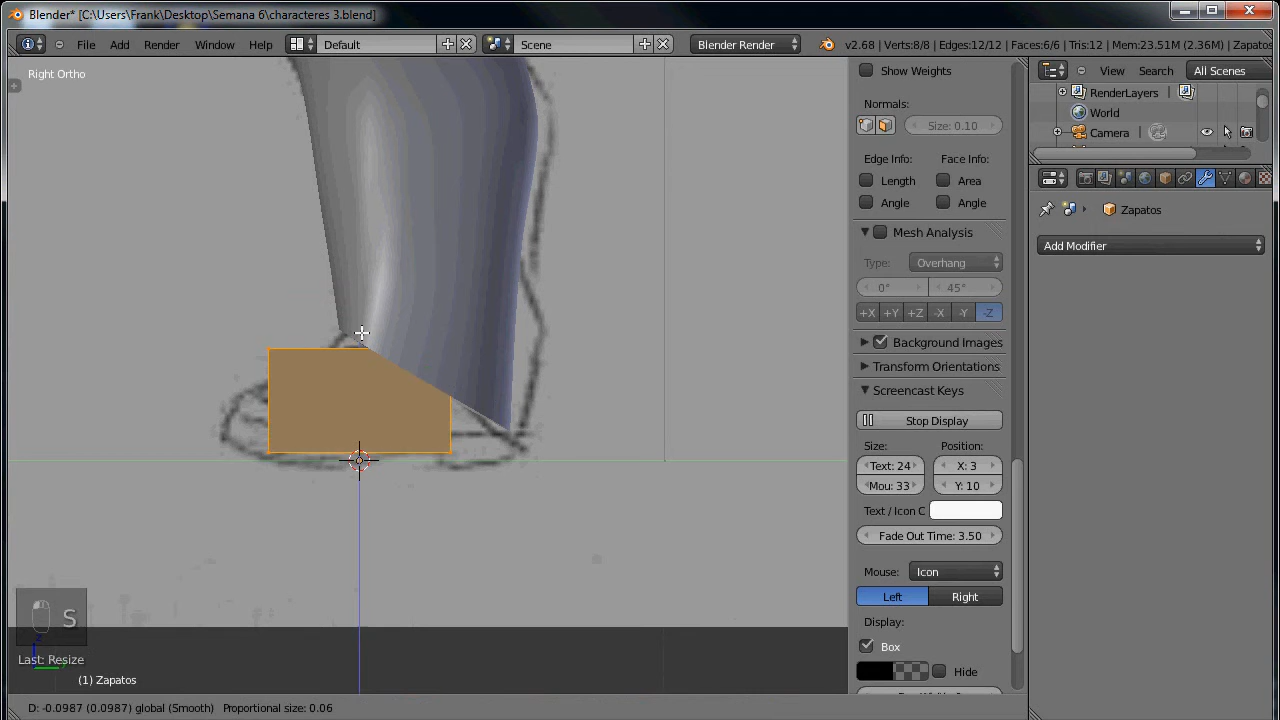 Blender* [C:\Users\Frank\Desktop\Semana 6\characteres 3.blend]
File Add Render Window Help Default Scene Blender Render v2.68 | Verts:8/8 | Edges:12/12 | Faces:6/6 | Tris:12 | Mem:23.51M (2.36M) | Zapatos
Right Ortho
Show Weights
Normals:
Size: 0.10
Edge Info: Face Info:
Length Area
Angle Angle
Mesh Analysis
Type: Overhang
0° 45°
+X +Y +Z -X -Y -Z
Background Images
Transform Orientations
Screencast Keys
Stop Display
Size: Position:
Text: 24 X: 3
Mou: 33 Y: 10
Text / Icon C
Fade Out Time: 3.50
Mouse: Icon
Left Right
Display:
Box
Hide
View Search All Scenes
RenderLayers
World
Camera
Zapatos
Add Modifier
S
Last: Resize
(1) Zapatos
D: -0.0987 (0.0987) global (Smooth) Proportional size: 0.06